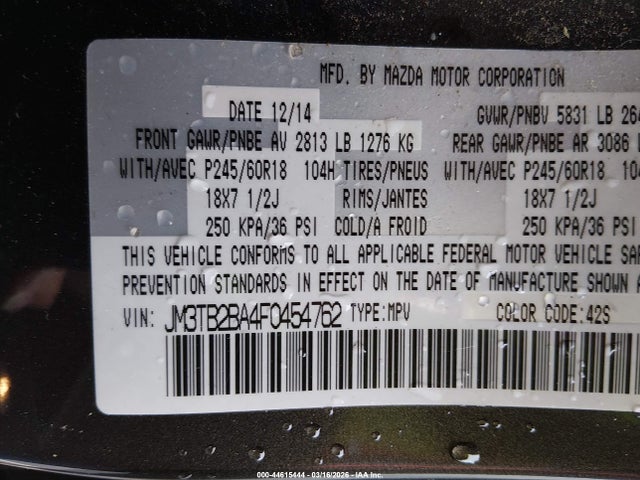 MFD. BY MAZDA MOTOR CORPORATION
DATE 12/14 GVWR/PNBV 5831 LB 264
FRONT GAWR/PNBE AV 2813 LB 1276 KG REAR GAWR/PNBE AR 3086 L
WITH/AVEC P245/60R18 104H TIRES/PNEUS WITH/AVEC P245/60R18 104
18X7 1/2J RIMS/JANTES 18X7 1/2J
250 KPA/36 PSI COLD/A FROID 250 KPA/36 PSI
THIS VEHICLE CONFORMS TO ALL APPLICABLE FEDERAL MOTOR VEHICLE SAF
PREVENTION STANDARDS IN EFFECT ON THE DATE OF MANUFACTURE SHOWN A
VIN: JM3TB2BA4F0454762 TYPE:MPV COLOR CODE:42S
000-44615444 - 03/16/2026 - IAA Inc.